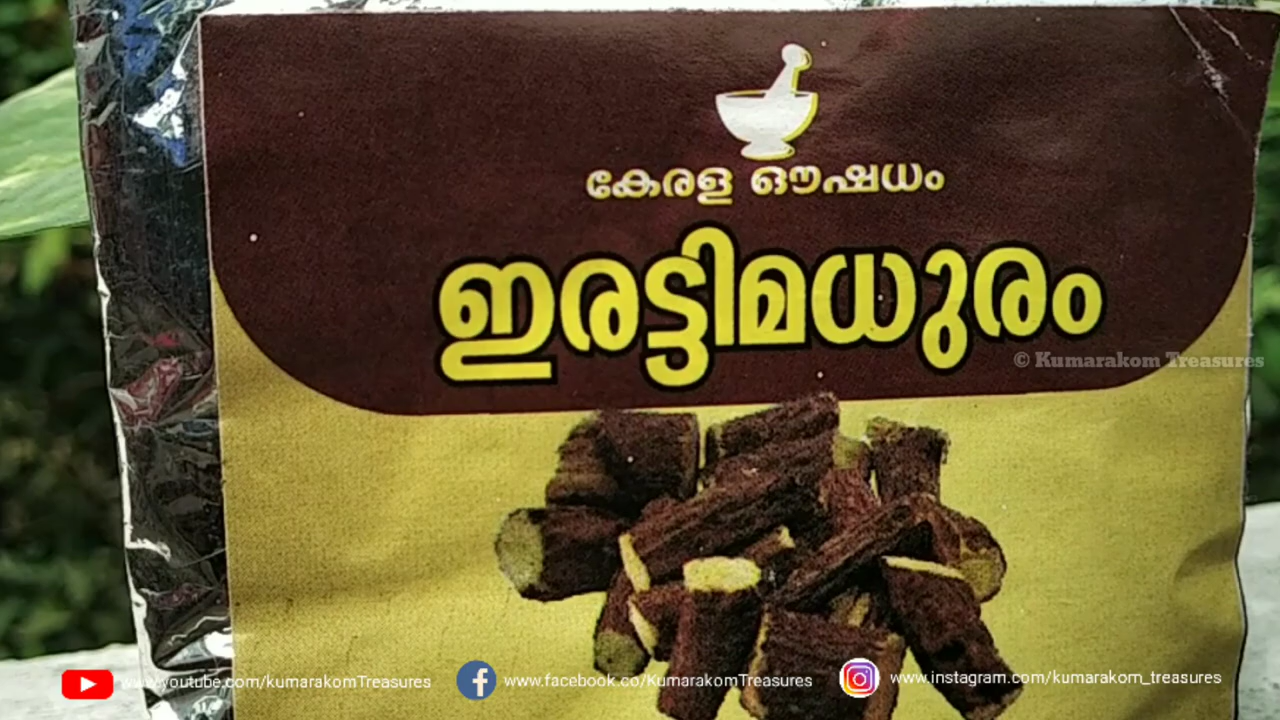 കേരള ഔഷധം
ഇരട്ടിമധുരം
© Kumarakom Treasures
www.youtube.com/kumarakomTreasures
www.facebook.co/KumarakomTreasures
www.instagram.com/kumarakom_treasures